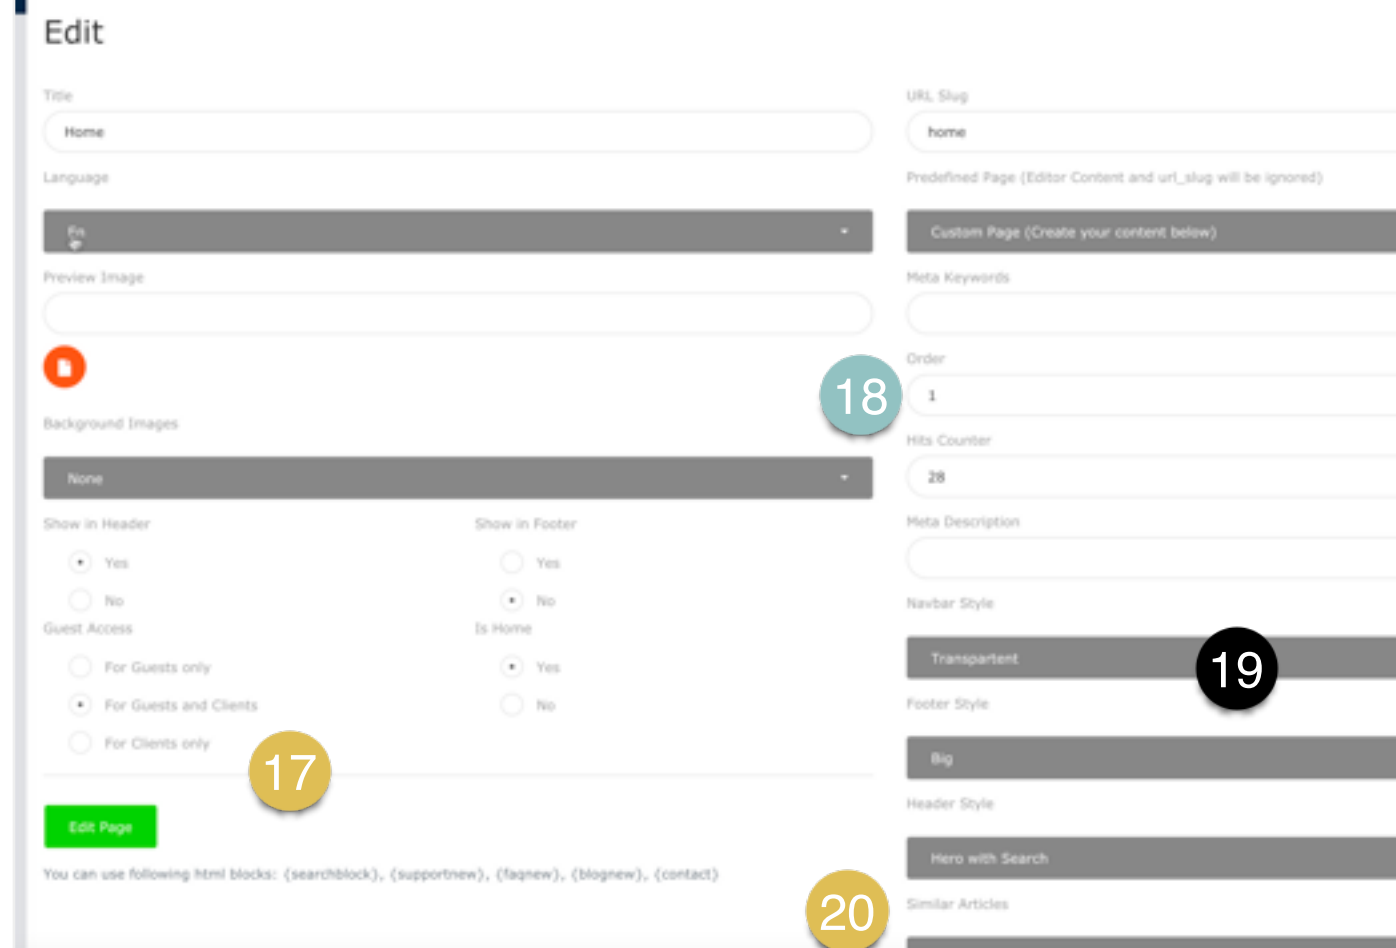 Edit
Title
Home
Language
En
Preview Image
Background Images
None
Show in Header
Yes
No
Show in Footer
Yes
No
Guest Access
For Guests only
For Guests and Clients
For Clients only
Is Home
Yes
No
17
Edit Page
You can use following html blocks: {searchblock}, {supportnew}, {faqnew}, {blognew}, {contact}
URL Slug
home
Predefined Page (Editor Content and url_slug will be ignored)
Custom Page (Create your content below)
Meta Keywords
18
Order
1
Hits Counter
28
Meta Description
Navbar Style
Transpartent
19
Footer Style
Big
Header Style
Hero with Search
20
Similar Articles